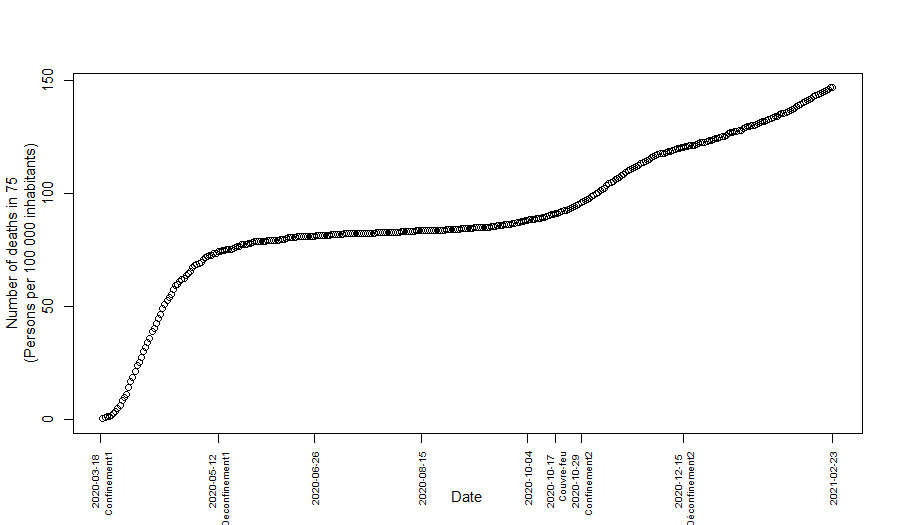 Number of deaths in 75
(Persons per 100 000 inhabitants)
150
100
50
0
2020-03-18
Confinement1
2020-05-12
Déconfinement1
2020-06-26
2020-08-15
2020-10-04
2020-10-17
Couvre-feu
2020-10-29
Confinement2
2020-12-15
Déconfinement2
2021-02-23
Date